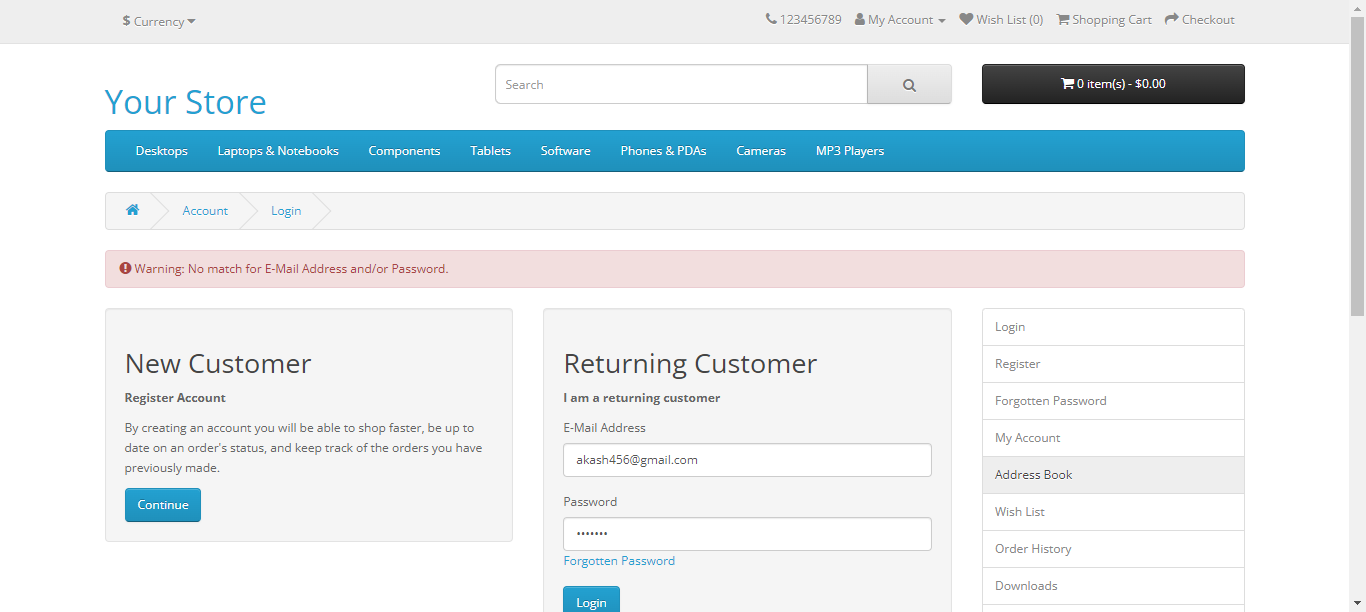 $ Currency
123456789 My Account Wish List (0) Shopping Cart Checkout
Your Store
Search
0 item(s) - $0.00
Desktops Laptops & Notebooks Components Tablets Software Phones & PDAs Cameras MP3 Players
Account Login
Warning: No match for E-Mail Address and/or Password.
New Customer
Register Account
By creating an account you will be able to shop faster, be up to
date on an order's status, and keep track of the orders you have
previously made.
Continue
Returning Customer
I am a returning customer
E-Mail Address
akash456@gmail.com
Password
•••••••
Forgotten Password
Login
Login
Register
Forgotten Password
My Account
Address Book
Wish List
Order History
Downloads